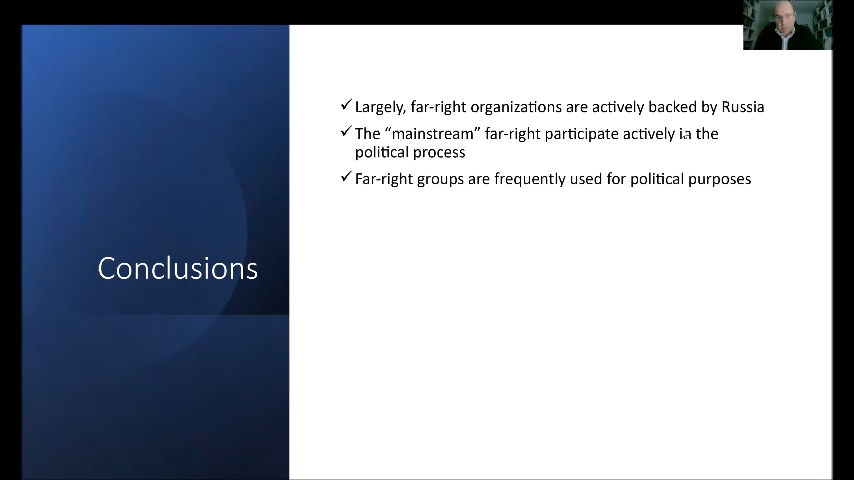 Largely, far-right organizations are actively backed by Russia
The “mainstream” far-right participate actively in the
political process
Far-right groups are frequently used for political purposes
Conclusions